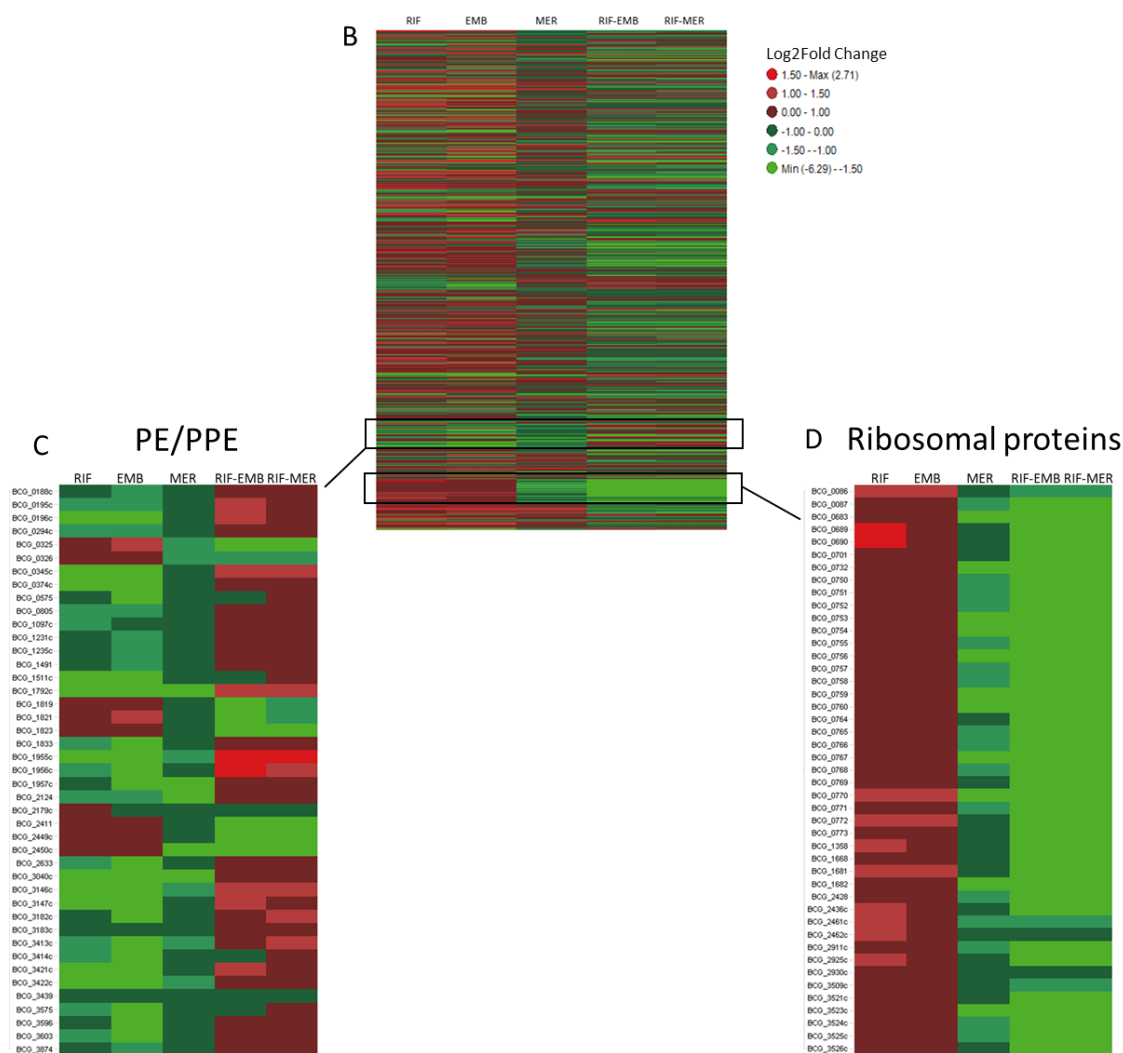 B
RIF EMB MER RIF-EMB RIF-MER
Log2Fold Change
1.50 - Max (2.71)
1.00 - 1.50
0.00 - 1.00
-1.00 - 0.00
-1.50 - -1.00
Min (-6.29) - -1.50
C PE/PPE
RIF EMB MER RIF-EMB RIF-MER
BCG_0188c
BCG_0195c
BCG_0196c
BCG_0294c
BCG_0325
BCG_0326
BCG_0345c
BCG_0374c
BCG_0575
BCG_0805
BCG_1097c
BCG_1231c
BCG_1235c
BCG_1491
BCG_1511c
BCG_1792c
BCG_1819
BCG_1821
BCG_1823
BCG_1833
BCG_1955c
BCG_1956c
BCG_1957c
BCG_2124
BCG_2179c
BCG_2411
BCG_2449c
BCG_2450c
BCG_2633
BCG_3040c
BCG_3146c
BCG_3147c
BCG_3182c
BCG_3183c
BCG_3413c
BCG_3414c
BCG_3421c
BCG_3422c
BCG_3439
BCG_3575
BCG_3596
BCG_3603
BCG_3874
D Ribosomal proteins
RIF EMB MER RIF-EMB RIF-MER
BCG_0086
BCG_0087
BCG_0683
BCG_0689
BCG_0690
BCG_0701
BCG_0732
BCG_0750
BCG_0751
BCG_0752
BCG_0753
BCG_0754
BCG_0755
BCG_0756
BCG_0757
BCG_0758
BCG_0759
BCG_0760
BCG_0764
BCG_0765
BCG_0766
BCG_0767
BCG_0768
BCG_0769
BCG_0770
BCG_0771
BCG_0772
BCG_0773
BCG_1358
BCG_1668
BCG_1681
BCG_1682
BCG_2428
BCG_2436c
BCG_2461c
BCG_2462c
BCG_2911c
BCG_2925c
BCG_2930c
BCG_3509c
BCG_3521c
BCG_3523c
BCG_3524c
BCG_3525c
BCG_3526c